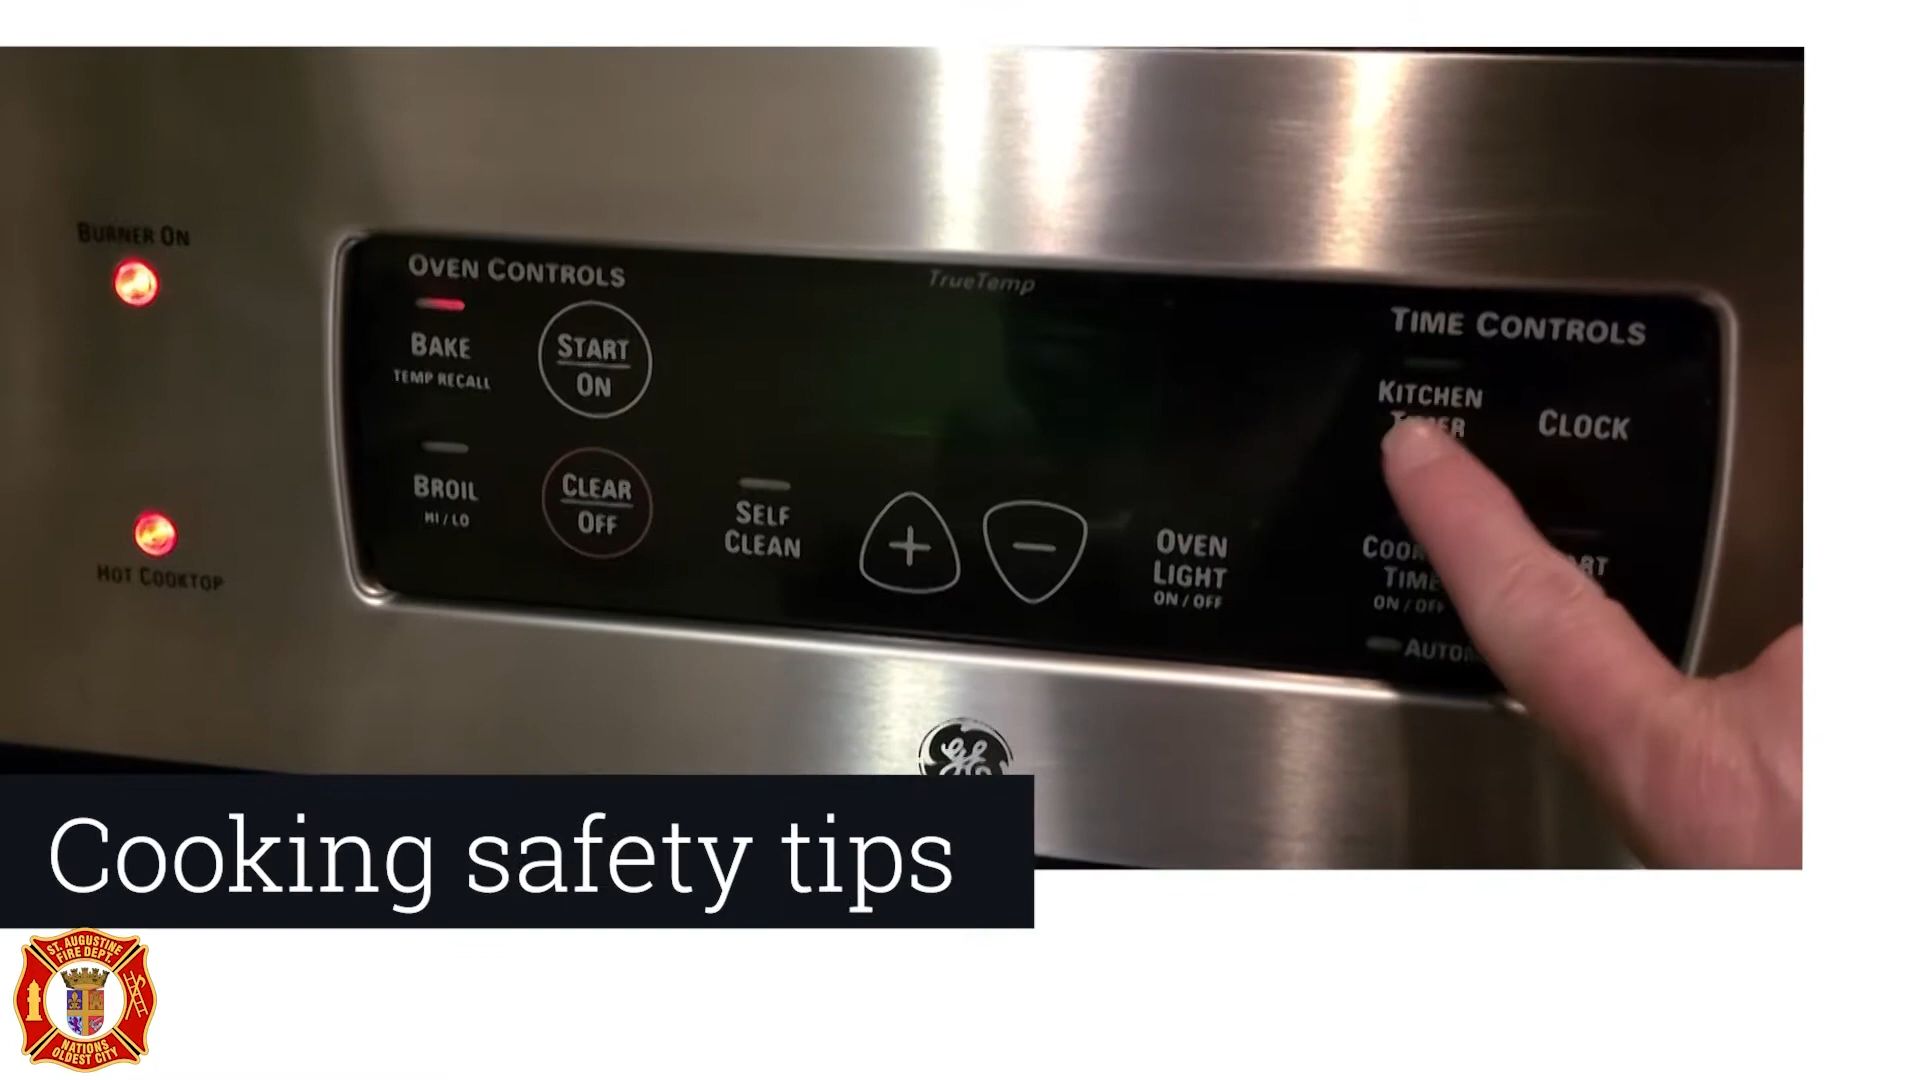 BURNER ON
HOT COOKTOP
OVEN CONTROLS
BAKE
TEMP RECALL
START
ON
BROIL
HI / LO
CLEAR
OFF
SELF
CLEAN
TrueTemp
+
−
OVEN
LIGHT
ON / OFF
TIME CONTROLS
KITCHEN
TIMER
CLOCK
TIME
ON / OFF
GE
Cooking safety tips
ST. AUGUSTINE
FIRE DEPT.
NATIONS
OLDEST CITY